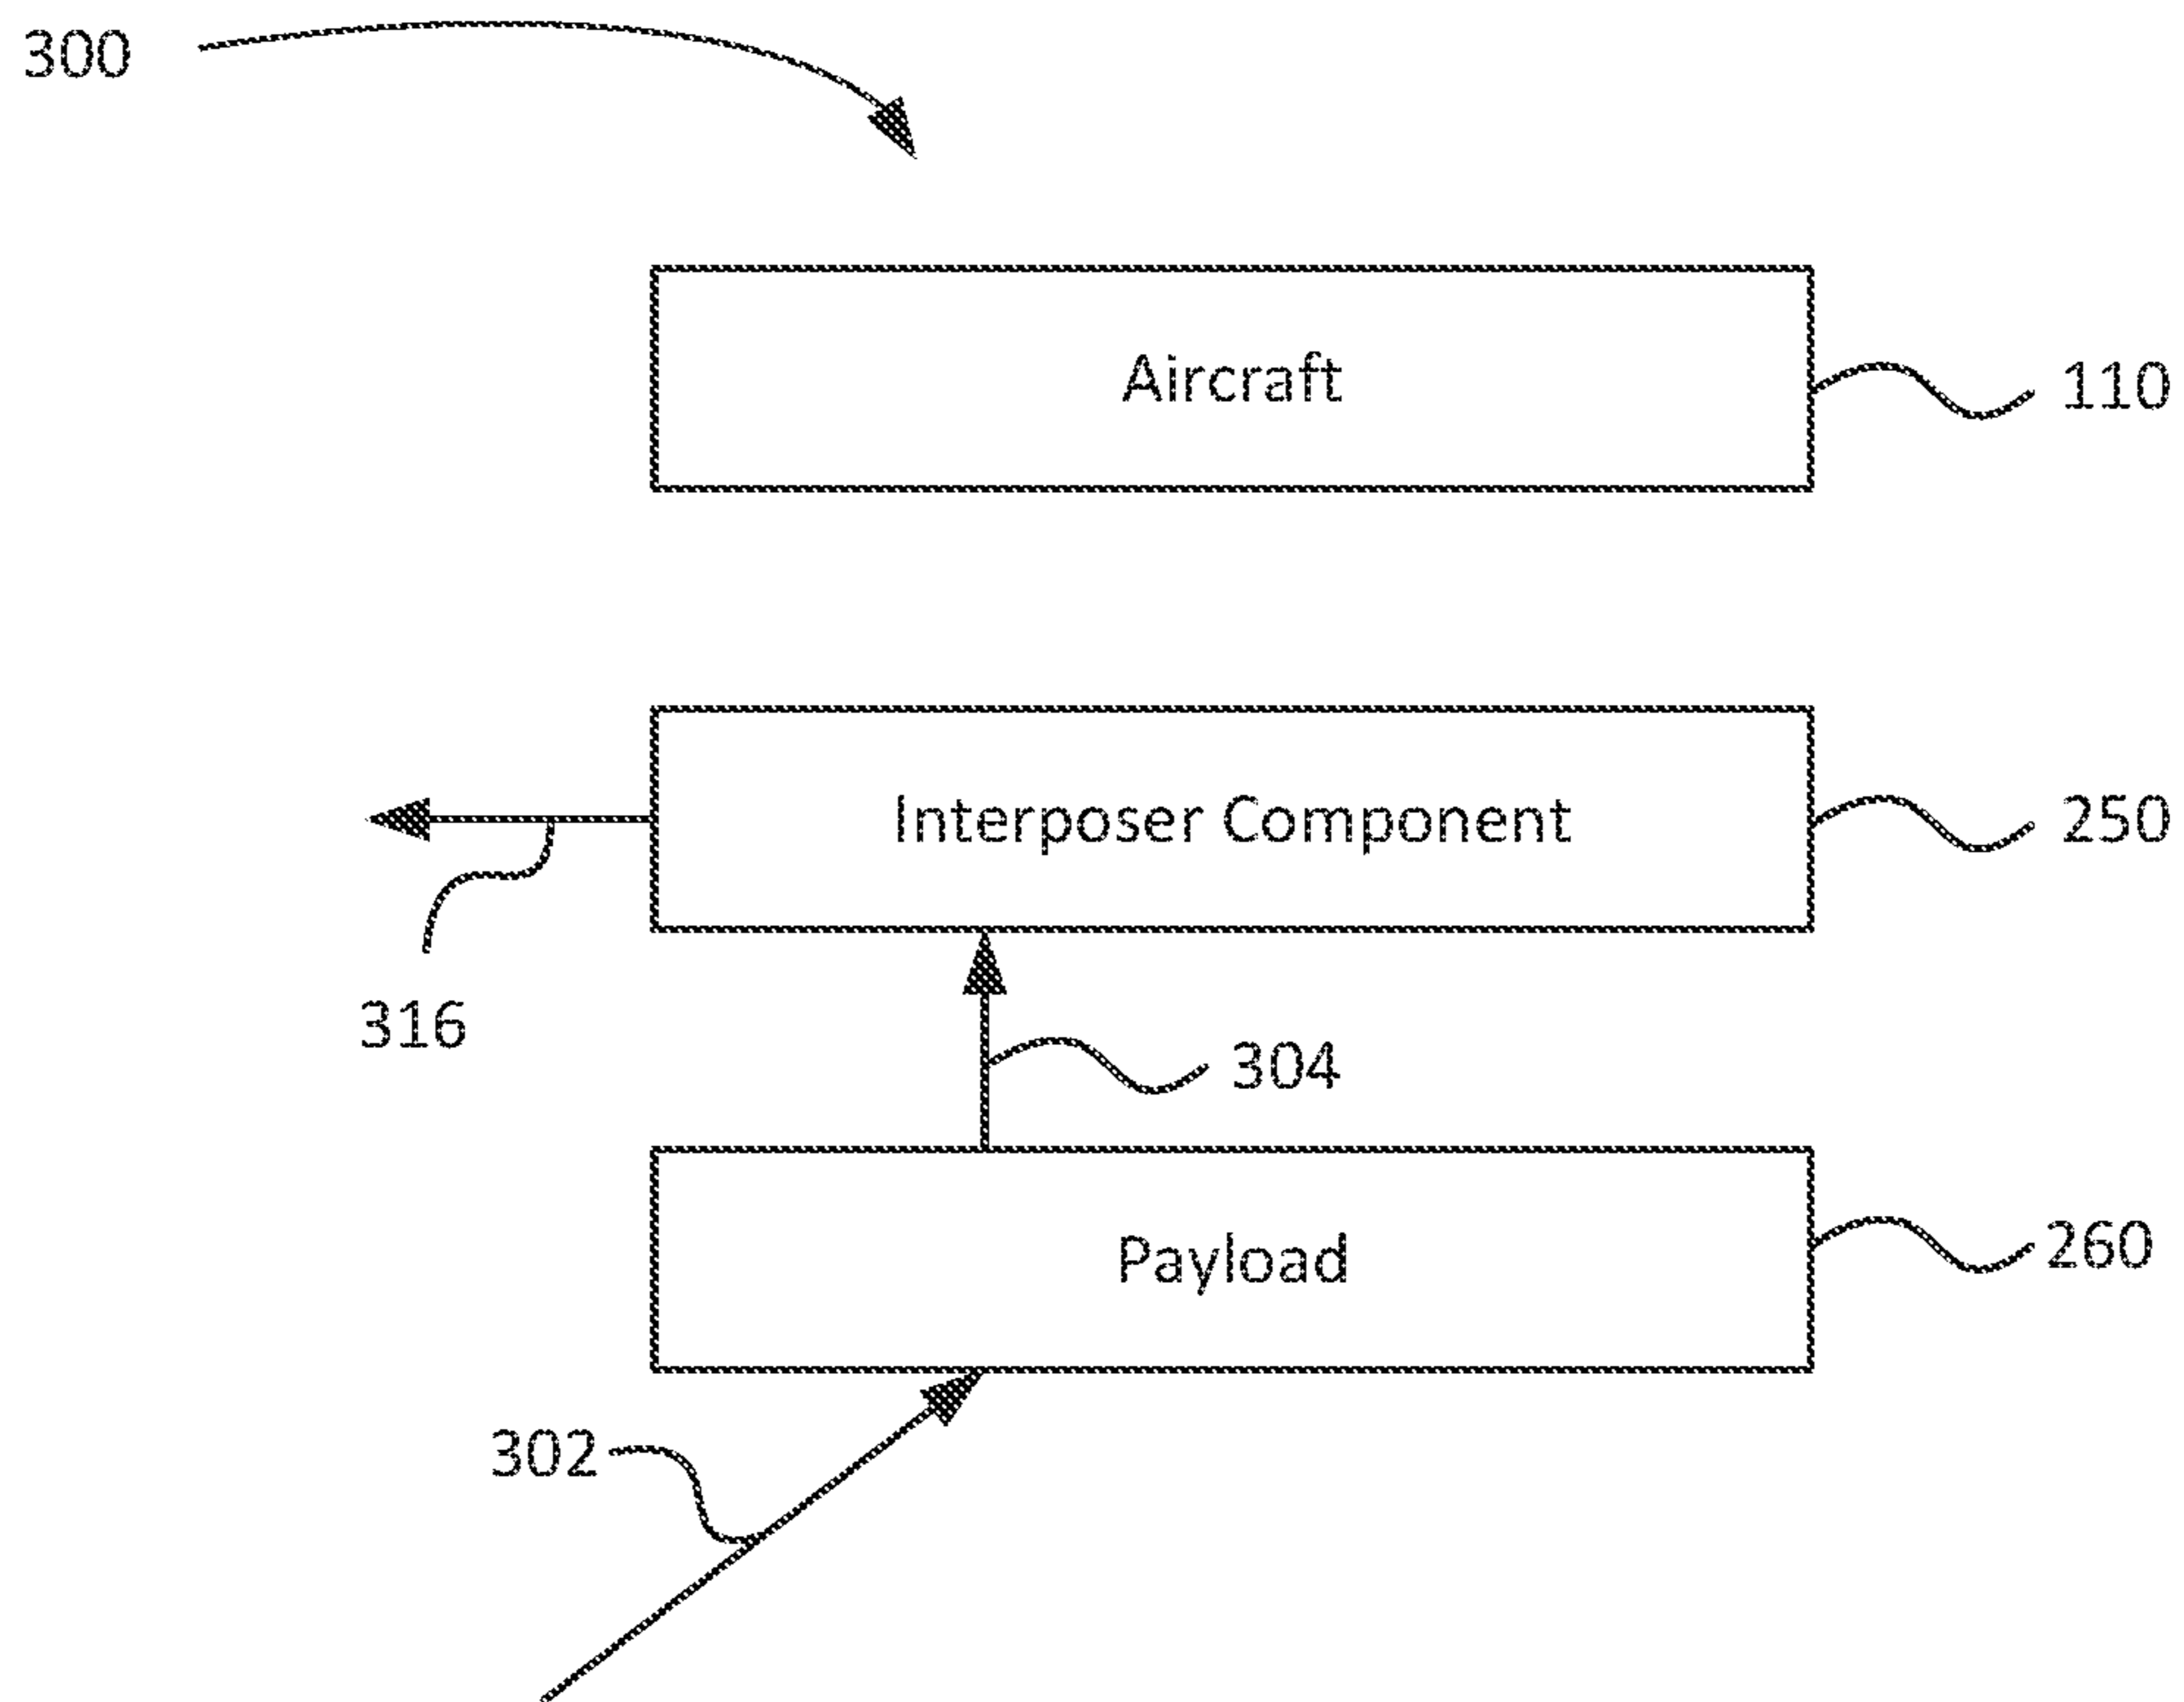 300
Aircraft
110
Interposer Component
250
316
304
Payload
260
302